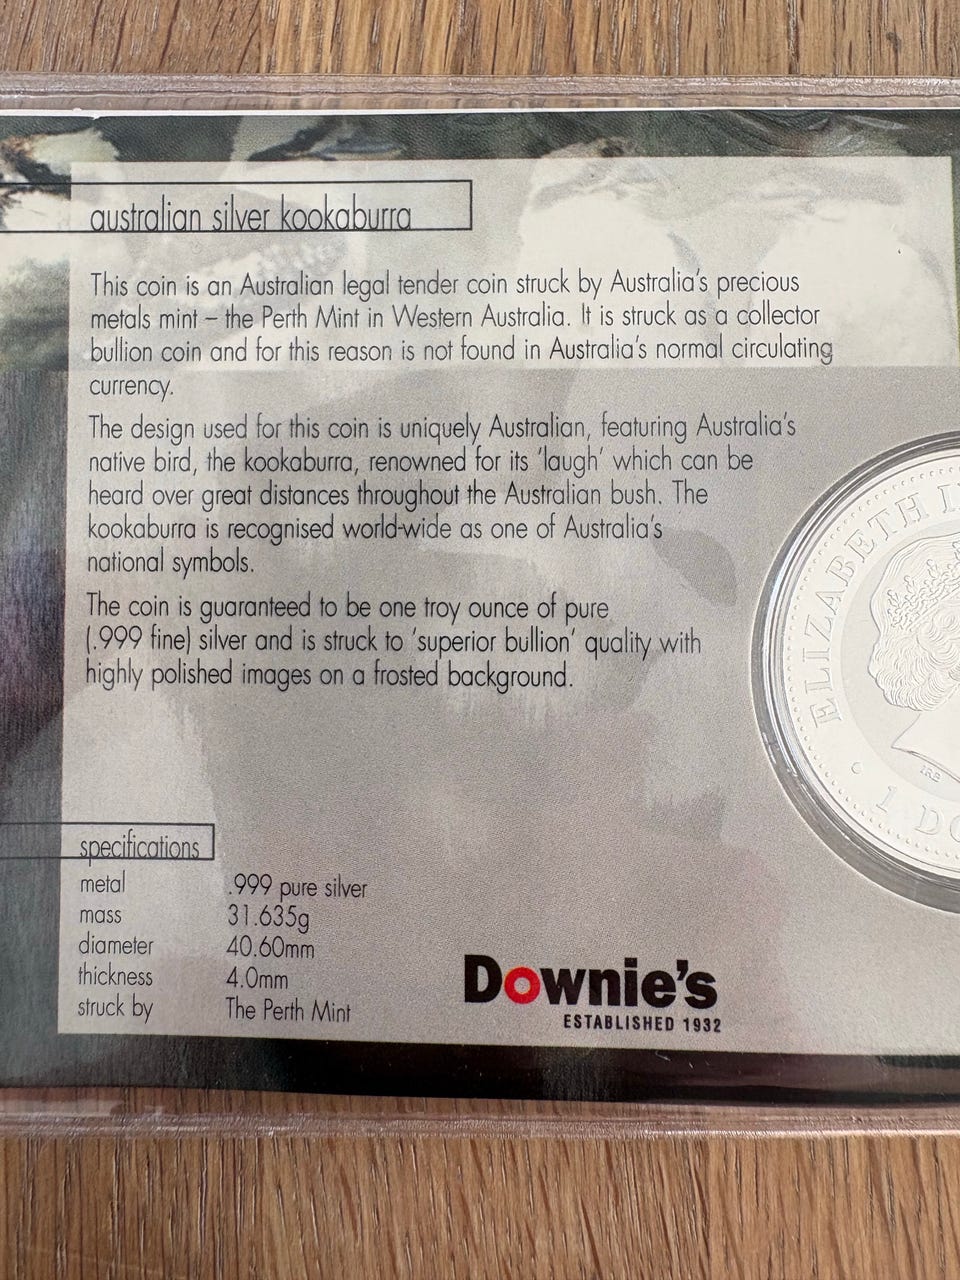 australian silver kookaburra
This coin is an Australian legal tender coin struck by Australia's precious
metals mint – the Perth Mint in Western Australia. It is struck as a collector
bullion coin and for this reason is not found in Australia's normal circulating
currency.
The design used for this coin is uniquely Australian, featuring Australia's
native bird, the kookaburra, renowned for its 'laugh' which can be
heard over great distances throughout the Australian bush. The
kookaburra is recognised world-wide as one of Australia's
national symbols.
The coin is guaranteed to be one troy ounce of pure
(.999 fine) silver and is struck to 'superior bullion' quality with
highly polished images on a frosted background.
specifications
metal .999 pure silver
mass 31.635g
diameter 40.60mm
thickness 4.0mm
struck by The Perth Mint
Downie's
ESTABLISHED 1932
ELIZABETH I
IRB
1 DO